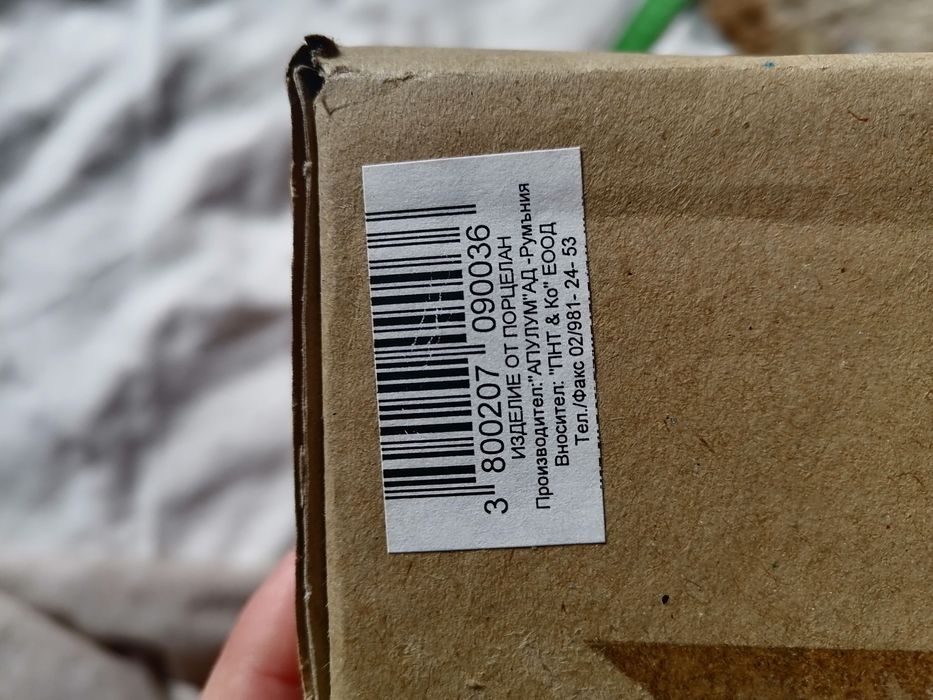 3 800207 090036
ИЗДЕЛИЕ ОТ ПОРЦЕЛАН
Производител:"АПУЛУМ"АД -Румъния
Вносител: "ПНТ & Ко" ЕООД
Тел./Факс 02/981- 24- 53